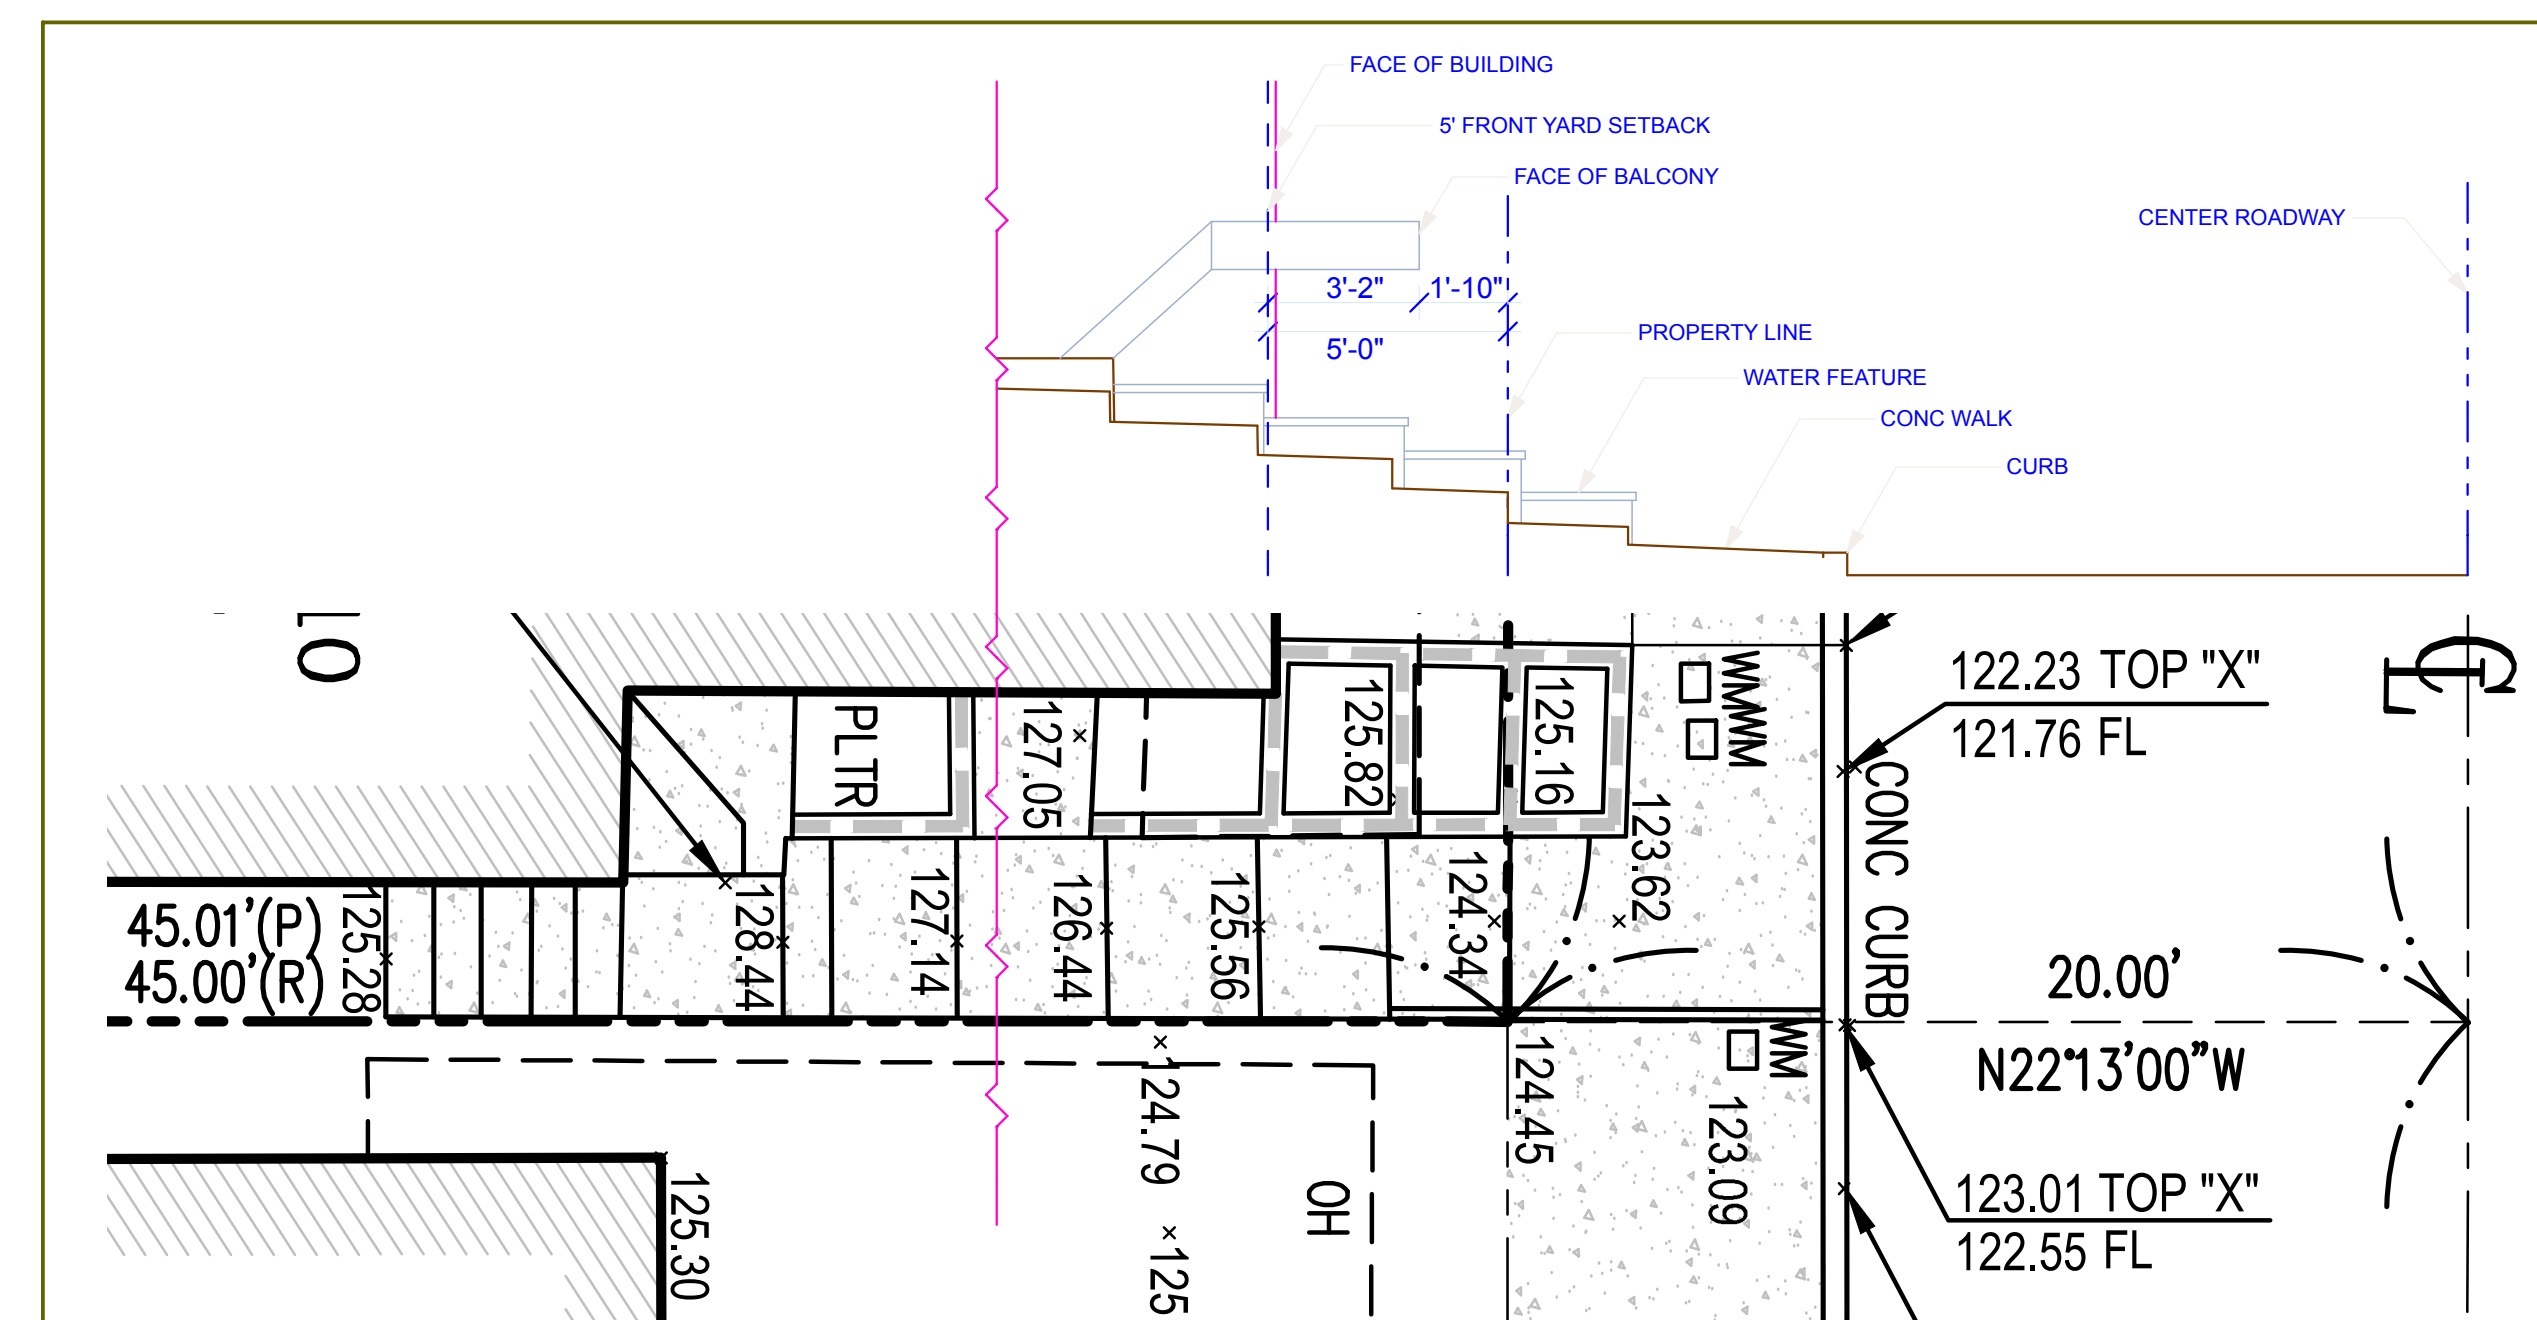 FACE OF BUILDING
5' FRONT YARD SETBACK
FACE OF BALCONY
CENTER ROADWAY
3'-2"
1'-10"
5'-0"
PROPERTY LINE
WATER FEATURE
CONC WALK
CURB
PLTR
127.05
125.82
125.16
WM
WM
123.62
122.23 TOP "X"
121.76 FL
CONC CURB
45.01'(P)
45.00'(R)
125.28
128.44
127.14
126.44
125.56
124.34
20.00'
N22°13'00"W
124.79
124.45
WM
123.09
125.30
125
OH
123.01 TOP "X"
122.55 FL